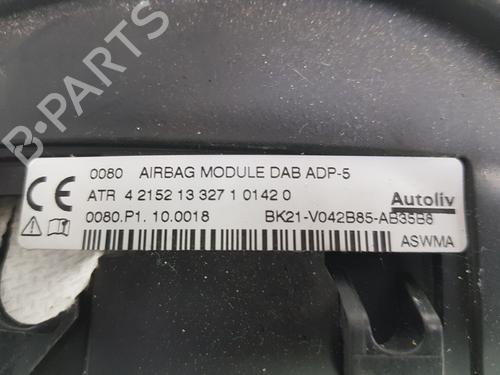 B-PARTS
0080 AIRBAG MODULE DAB ADP-5
CE
ATR 4 2152 13 327 1 0142 0
Autoliv
0080.P1. 10.0018 BK21-V042B85-AB35B8
ASWMA